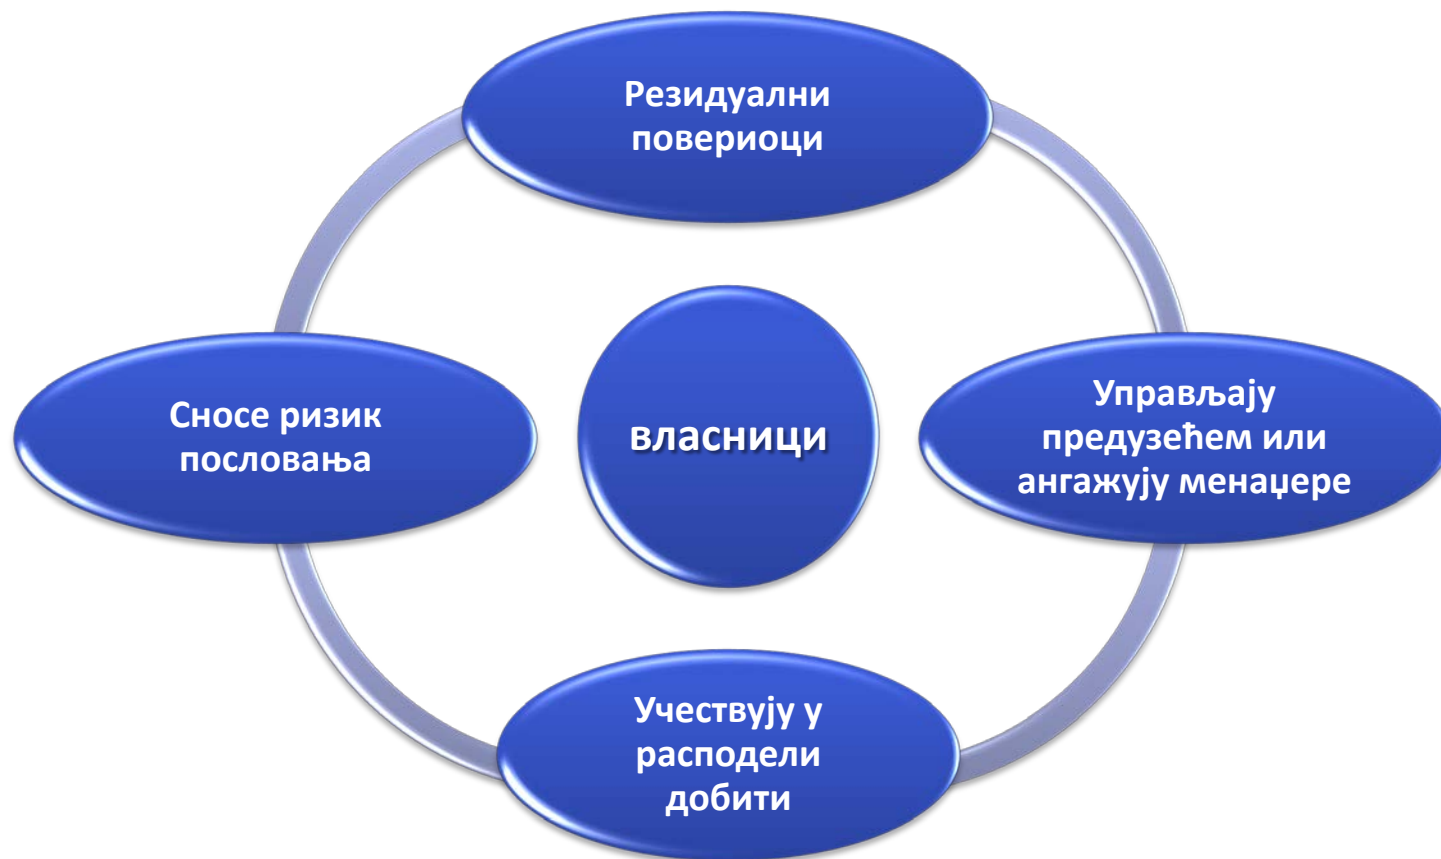 Резидуални
повериоци
Сносе ризик
пословања
власници
Управљају
предузећем или
ангажују менаџере
Учествују у
расподели
добити